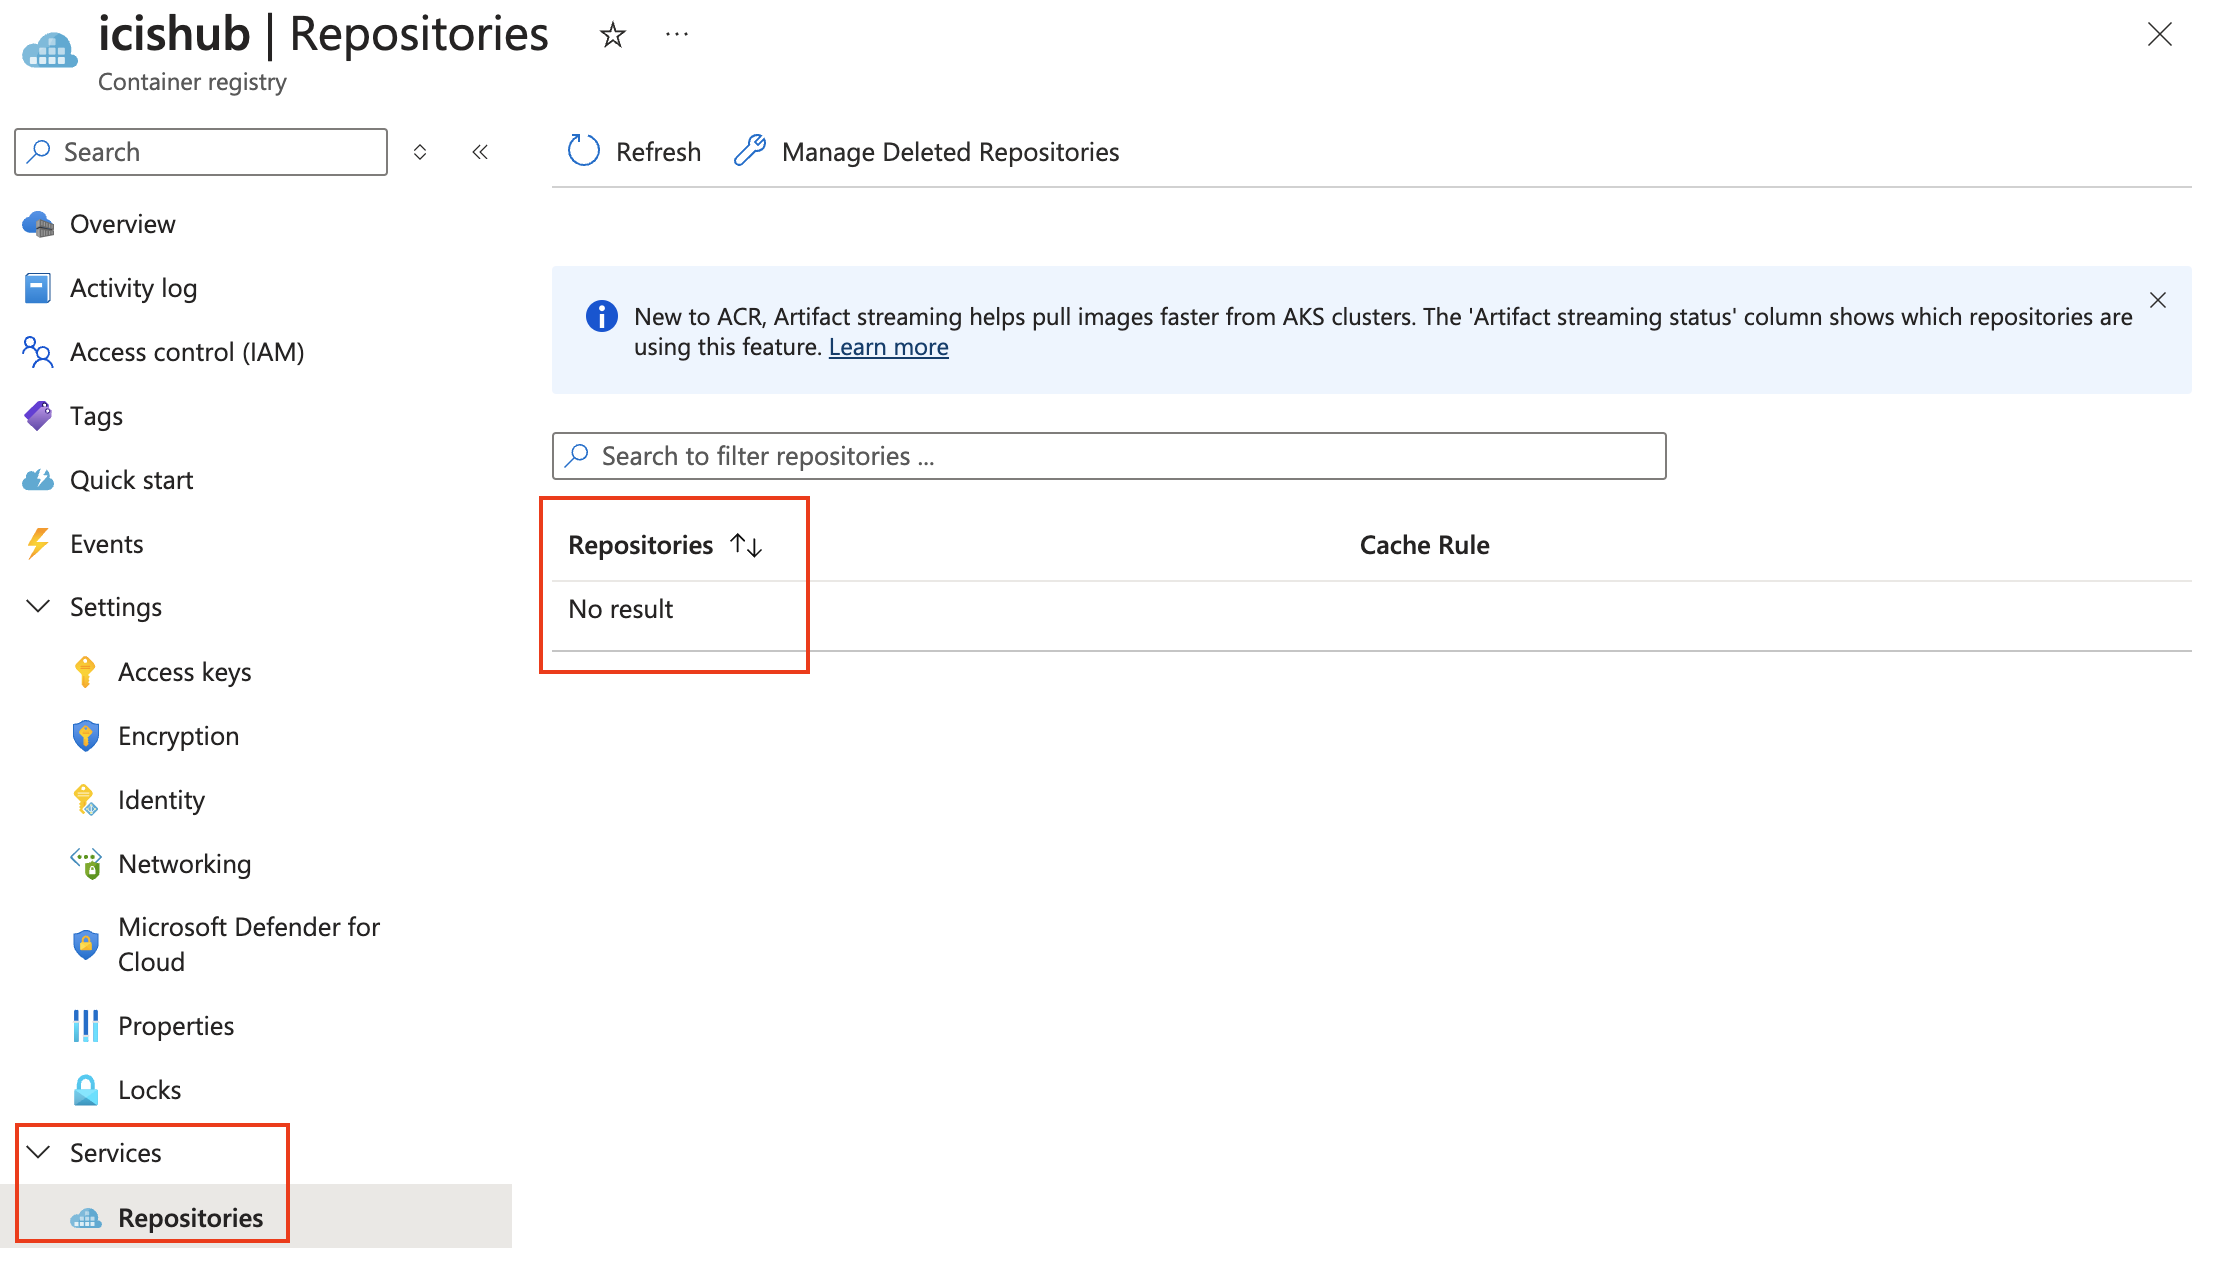 icishub | Repositories
Container registry
Search
Refresh
Manage Deleted Repositories
Overview
Activity log
Access control (IAM)
Tags
Quick start
Events
Settings
Access keys
Encryption
Identity
Networking
Microsoft Defender for
Cloud
Properties
Locks
Services
Repositories
New to ACR, Artifact streaming helps pull images faster from AKS clusters. The 'Artifact streaming status' column shows which repositories are
using this feature. Learn more
Search to filter repositories ...
Repositories
Cache Rule
No result